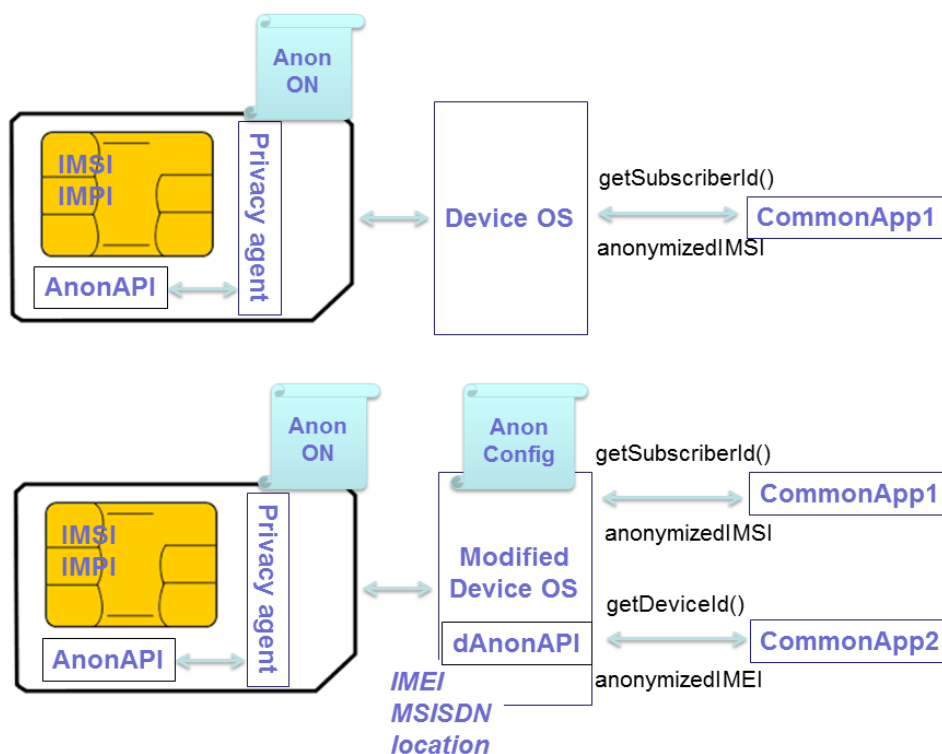 Anon
ON
IMSI
IMPI
Privacy agent
AnonAPI
Device OS
getSubscriberId()
anonymizedIMSI
CommonApp1
Anon
ON
Anon
Config
IMSI
IMPI
Privacy agent
AnonAPI
Modified
Device OS
dAnonAPI
IMEI
MSISDN
location
getSubscriberId()
anonymizedIMSI
CommonApp1
getDeviceId()
anonymizedIMEI
CommonApp2